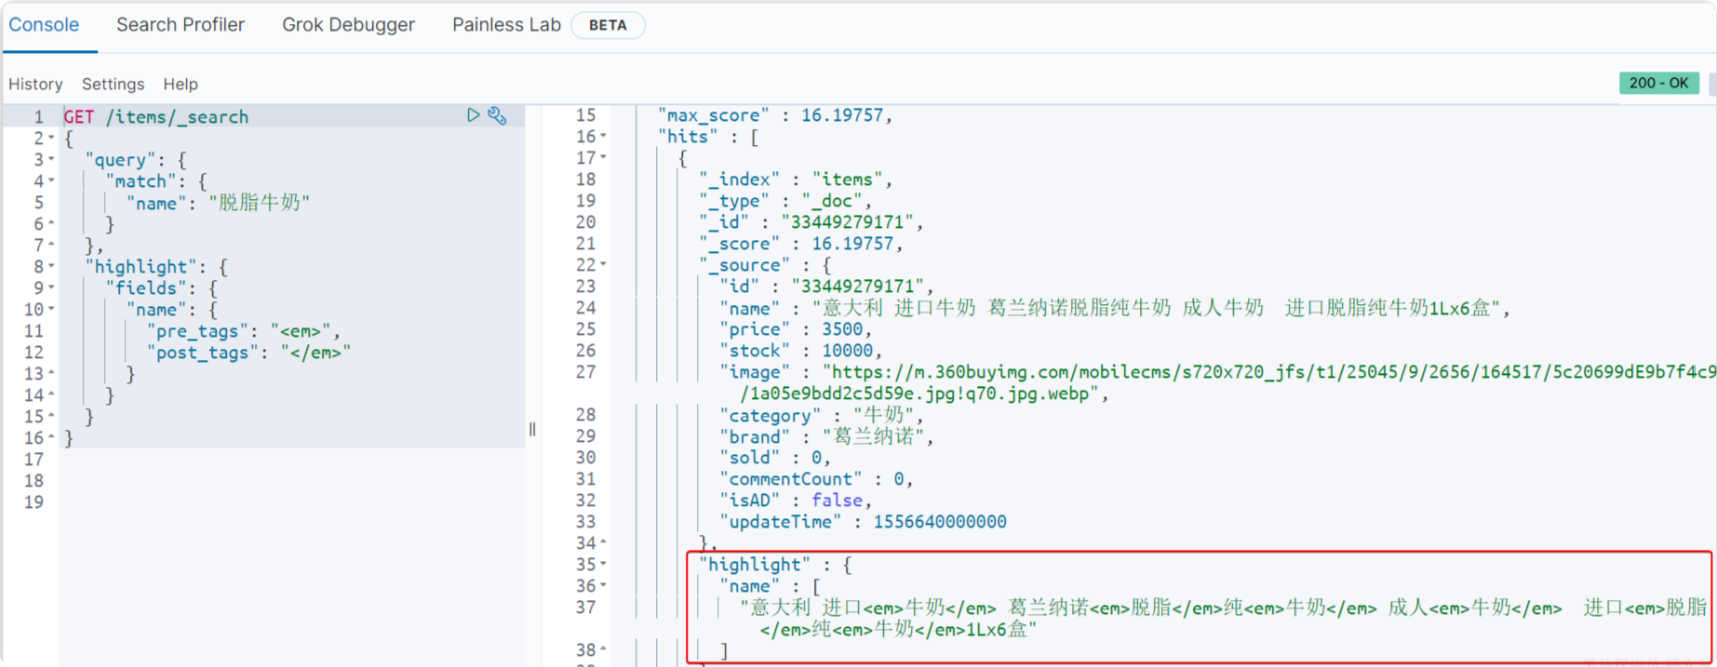 Console Search Profiler Grok Debugger Painless Lab BETA
History Settings Help
200 - OK
1 GET /items/_search
2 {
3 "query": {
4 "match": {
5 "name": "脱脂牛奶"
6 }
7 },
8 "highlight": {
9 "fields": {
10 "name": {
11 "pre_tags": "<em>",
12 "post_tags": "</em>"
13 }
14 }
15 }
16 }
17
18
19
15 "max_score" : 16.19757,
16 "hits" : [
17 {
18 "_index" : "items",
19 "_type" : "_doc",
20 "_id" : "33449279171",
21 "_score" : 16.19757,
22 "_source" : {
23 "id" : "33449279171",
24 "name" : "意大利 进口牛奶 葛兰纳诺脱脂纯牛奶 成人牛奶  进口脱脂纯牛奶1Lx6盒",
25 "price" : 3500,
26 "stock" : 10000,
27 "image" : "https://m.360buyimg.com/mobilecms/s720x720_jfs/t1/25045/9/2656/164517/5c20699dE9b7f4c9
/1a05e9bdd2c5d59e.jpg!q70.jpg.webp",
28 "category" : "牛奶",
29 "brand" : "葛兰纳诺",
30 "sold" : 0,
31 "commentCount" : 0,
32 "isAD" : false,
33 "updateTime" : 1556640000000
34 },
35 "highlight" : {
36 "name" : [
37 "意大利 进口<em>牛奶</em> 葛兰纳诺<em>脱脂</em>纯<em>牛奶</em> 成人<em>牛奶</em>  进口<em>脱脂
</em>纯<em>牛奶</em>1Lx6盒"
38 ]